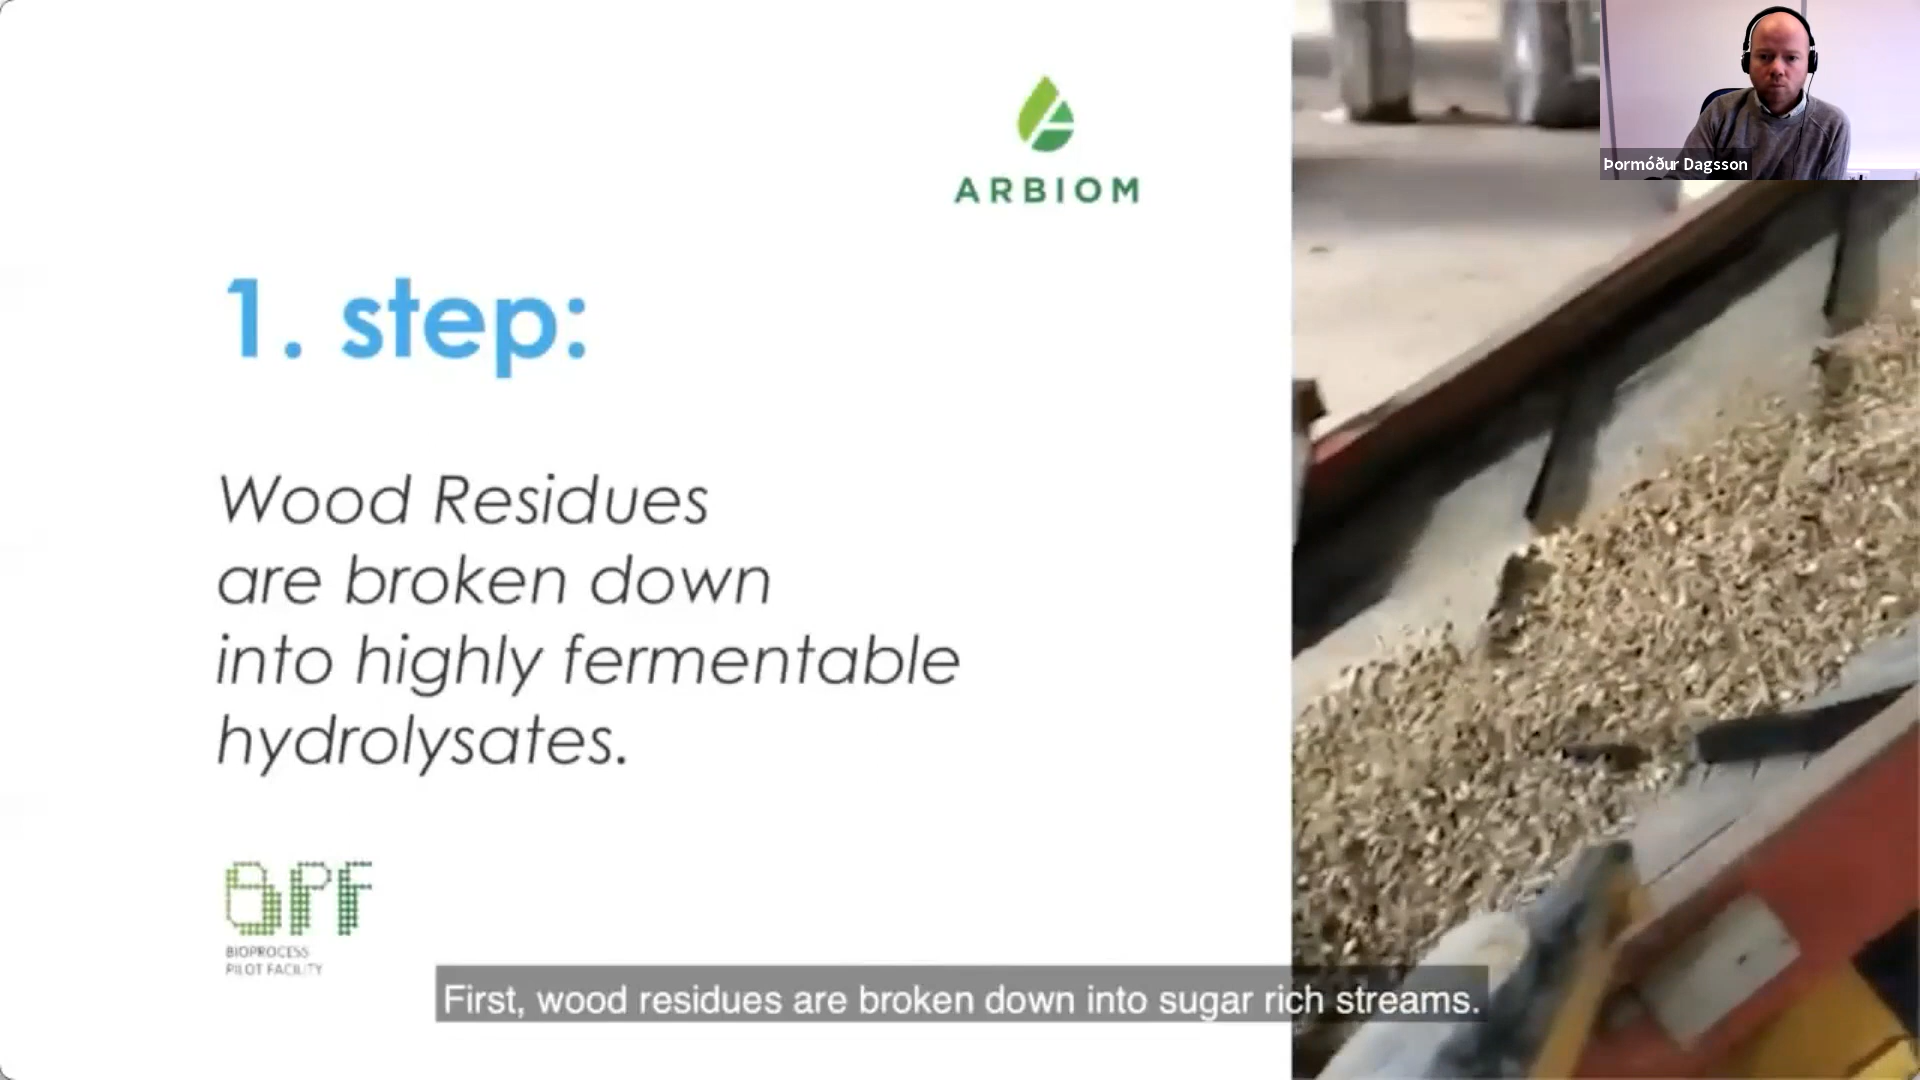 ARBIOM
Þormóður Dagsson
1. step:
Wood Residues
are broken down
into highly fermentable
hydrolysates.
BPF
BIOPROCESS
PILOT FACILITY
First, wood residues are broken down into sugar rich streams.